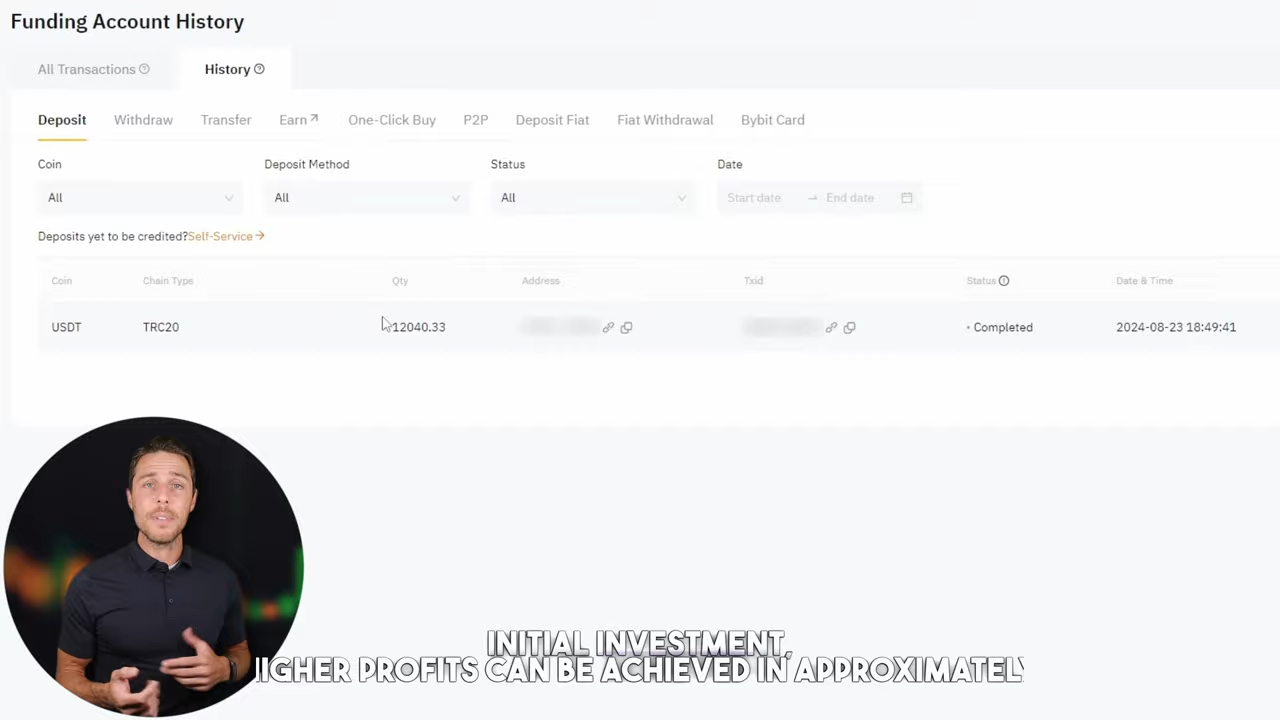 Funding Account History
All Transactions
History
Deposit Withdraw Transfer Earn One-Click Buy P2P Deposit Fiat Fiat Withdrawal Bybit Card
Coin Deposit Method Status Date
All All All Start date → End date
Deposits yet to be credited?Self-Service→
Coin Chain Type Qty Address Txid Status Date & Time
USDT TRC20 12040.33 Completed 2024-08-23 18:49:41
INITIAL INVESTMENT,
HIGHER PROFITS CAN BE ACHIEVED IN APPROXIMATELY